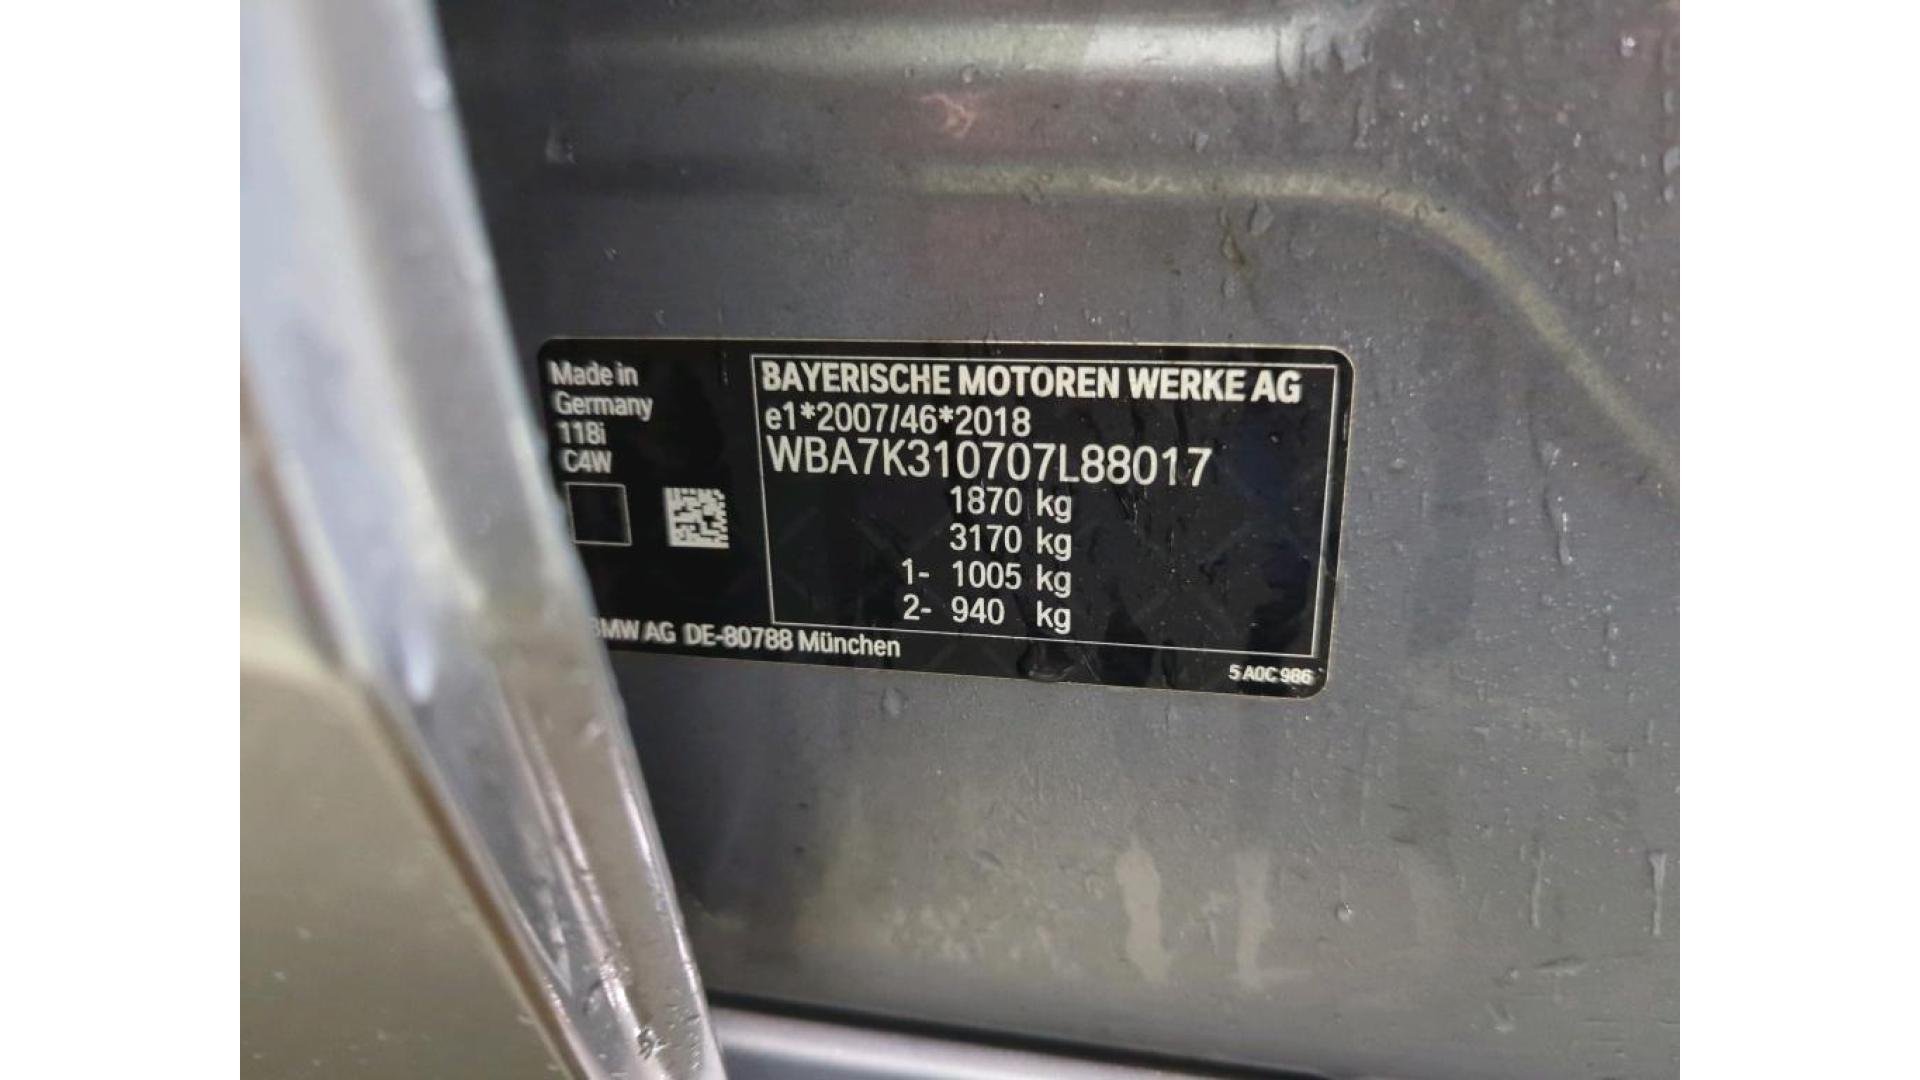 Made in
Germany
118i
C4W
BAYERISCHE MOTOREN WERKE AG
e1*2007/46*2018
WBA7K310707L88017
1870 kg
3170 kg
1- 1005 kg
2- 940 kg
BMW AG DE-80788 München
5 A0C 986